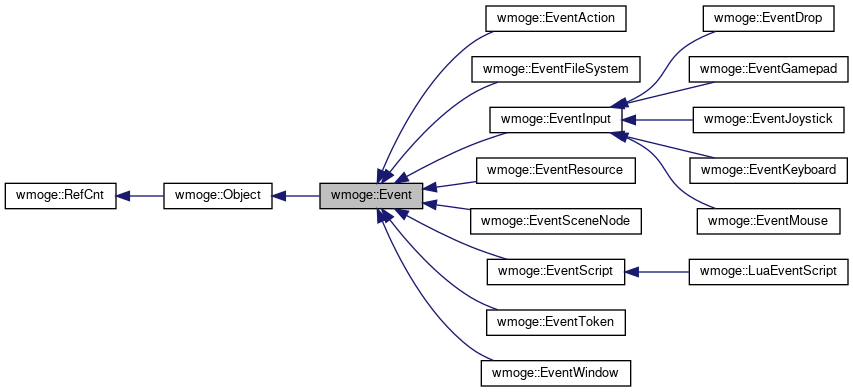 wmoge::RefCnt
wmoge::Object
wmoge::Event
wmoge::EventAction
wmoge::EventFileSystem
wmoge::EventInput
wmoge::EventResource
wmoge::EventSceneNode
wmoge::EventScript
wmoge::EventToken
wmoge::EventWindow
wmoge::EventDrop
wmoge::EventGamepad
wmoge::EventJoystick
wmoge::EventKeyboard
wmoge::EventMouse
wmoge::LuaEventScript